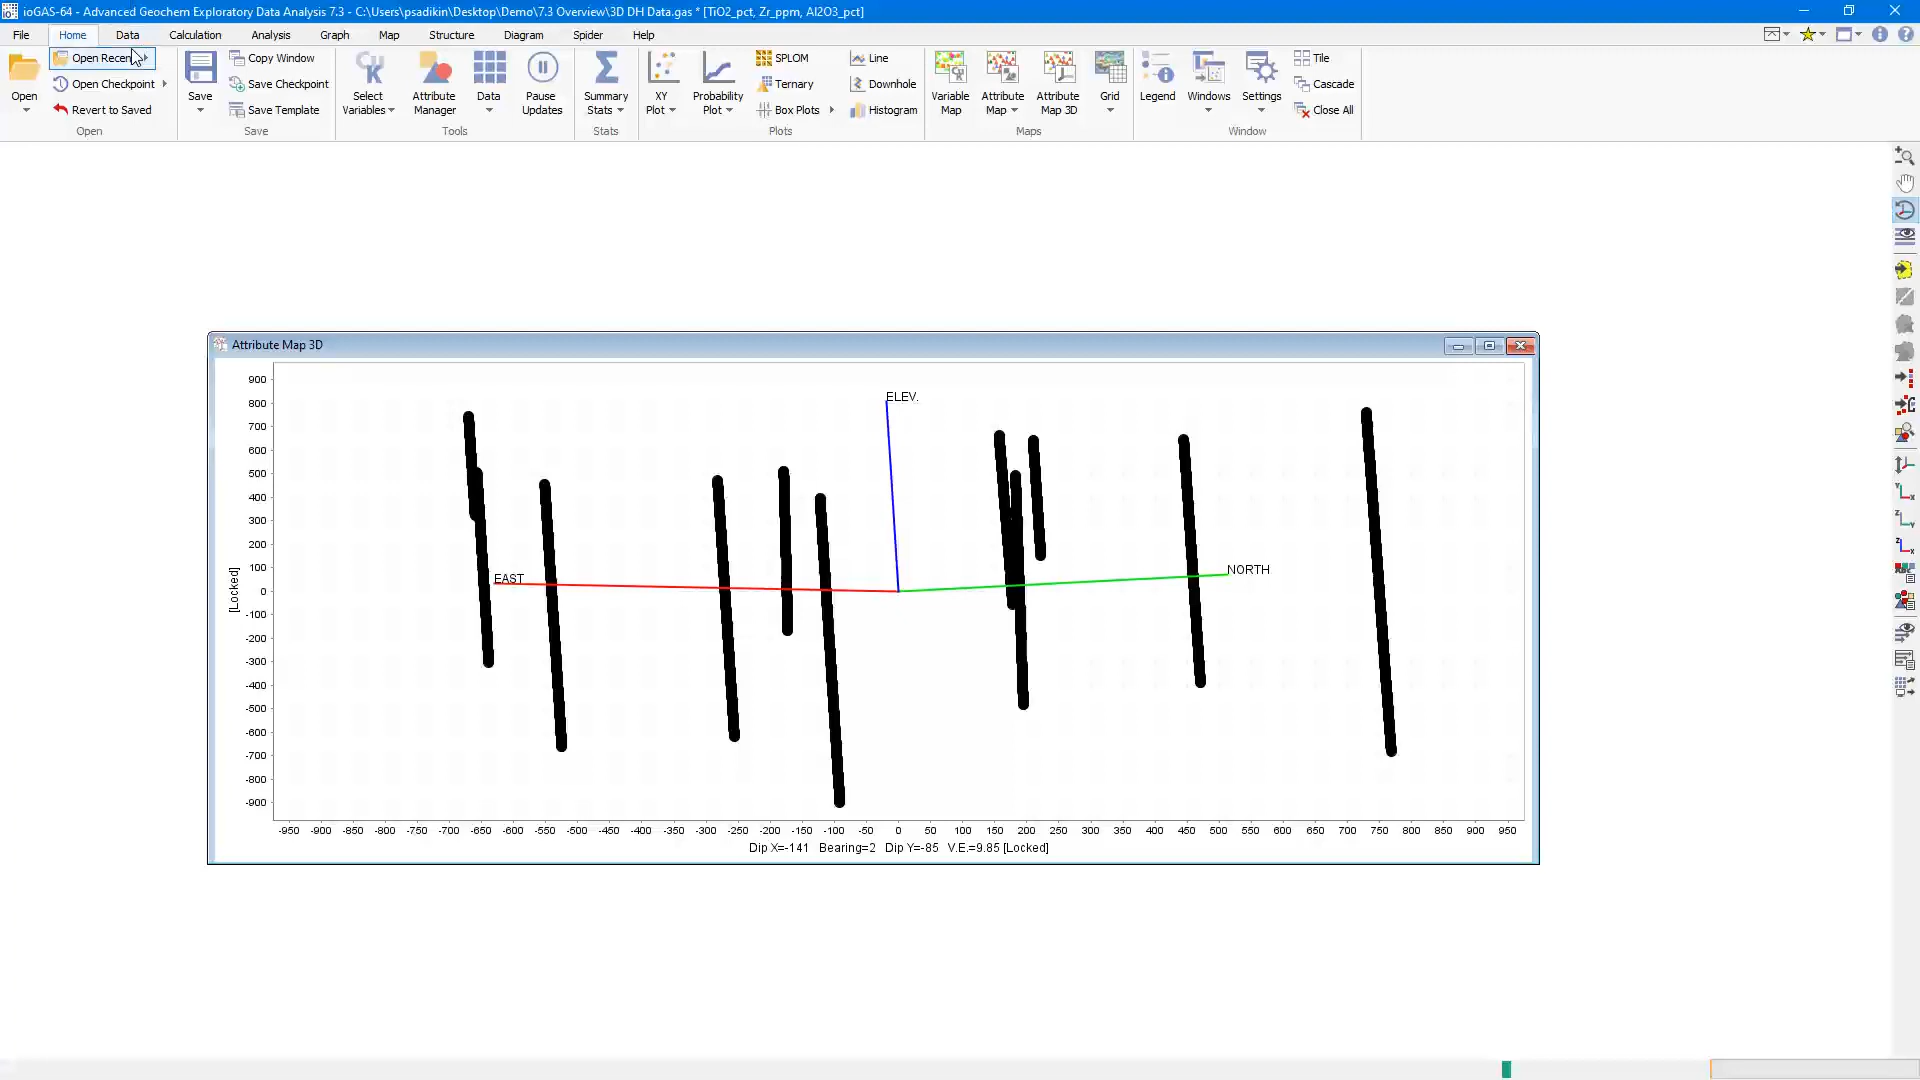 ioGAS-64 - Advanced Geochem Exploratory Data Analysis 7.3 - C:\Users\psadikin\Desktop\Demo\7.3 Overview\3D DH Data.gas * [TiO2_pct, Zr_ppm, Al2O3_pct]
File Home Data Calculation Analysis Graph Map Structure Diagram Spider Help
Open Recent
Open Checkpoint
Revert to Saved
Open
Open
Save
Copy Window
Save Checkpoint
Save Template
Save
Select Variables
Attribute Manager
Data
Pause Updates
Tools
Summary Stats
Stats
XY Plot
Probability Plot
SPLOM
Ternary
Box Plots
Line
Downhole
Histogram
Plots
Variable Map
Attribute Map
Attribute Map 3D
Grid
Maps
Legend
Windows
Settings
Tile
Cascade
Close All
Window
Attribute Map 3D
900
800
700
600
500
400
300
200
100
0
-100
-200
-300
-400
-500
-600
-700
-800
-900
[Locked]
ELEV.
EAST
NORTH
-950 -900 -850 -800 -750 -700 -650 -600 -550 -500 -450 -400 -350 -300 -250 -200 -150 -100 -50 0 50 100 150 200 250 300 350 400 450 500 550 600 650 700 750 800 850 900 950
Dip X=-141 Bearing=2 Dip Y=-85 V.E.=9.85 [Locked]